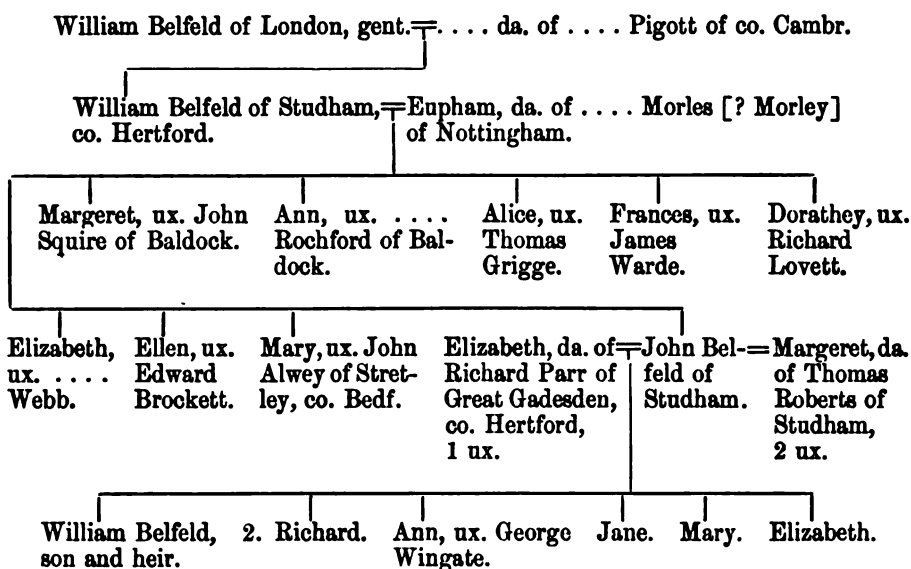 William Belfeld of London, gent.=. . . . da. of . . . . Pigott of co. Cambr.
William Belfeld of Studham,=Eupham, da. of . . . . Morles [? Morley]
co. Hertford. of Nottingham.
Margeret, ux. John Ann, ux. . . . . Alice, ux. Frances, ux. Dorathey, ux.
Squire of Baldock. Rochford of Bal- Thomas James Richard
dock. Grigge. Warde. Lovett.
Elizabeth, Ellen, ux. Mary, ux. John Elizabeth, da. of=John Bel-=Margeret, da.
ux. . . . . Edward Alwey of Stret- Richard Parr of feld of of Thomas
Webb. Brockett. ley, co. Bedf. Great Gadesden, Studham. Roberts of
co. Hertford, Studham,
1 ux. 2 ux.
William Belfeld, 2. Richard. Ann, ux. George Jane. Mary. Elizabeth.
son and heir. Wingate.